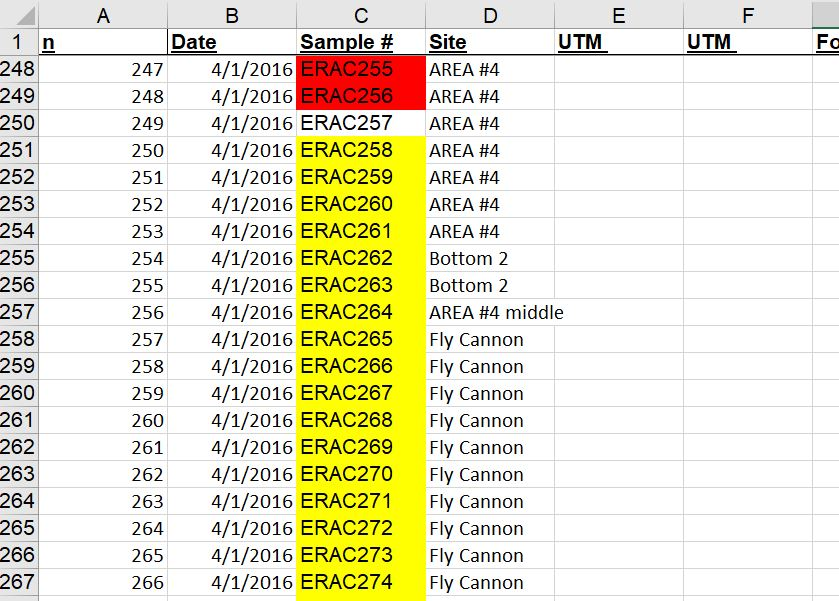 A B C D E F
1 n Date Sample # Site UTM UTM Fo
248 247 4/1/2016 ERAC255 AREA #4
249 248 4/1/2016 ERAC256 AREA #4
250 249 4/1/2016 ERAC257 AREA #4
251 250 4/1/2016 ERAC258 AREA #4
252 251 4/1/2016 ERAC259 AREA #4
253 252 4/1/2016 ERAC260 AREA #4
254 253 4/1/2016 ERAC261 AREA #4
255 254 4/1/2016 ERAC262 Bottom 2
256 255 4/1/2016 ERAC263 Bottom 2
257 256 4/1/2016 ERAC264 AREA #4 middle
258 257 4/1/2016 ERAC265 Fly Cannon
259 258 4/1/2016 ERAC266 Fly Cannon
260 259 4/1/2016 ERAC267 Fly Cannon
261 260 4/1/2016 ERAC268 Fly Cannon
262 261 4/1/2016 ERAC269 Fly Cannon
263 262 4/1/2016 ERAC270 Fly Cannon
264 263 4/1/2016 ERAC271 Fly Cannon
265 264 4/1/2016 ERAC272 Fly Cannon
266 265 4/1/2016 ERAC273 Fly Cannon
267 266 4/1/2016 ERAC274 Fly Cannon